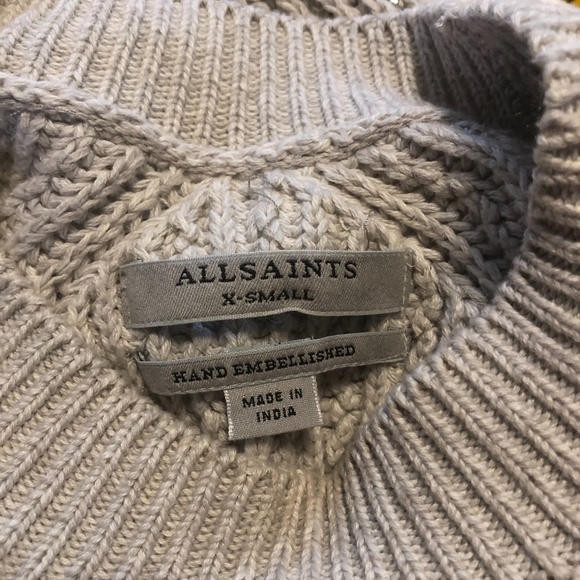 ALLSAINTS
X-SMALL
HAND EMBELLISHED
MADE IN
INDIA